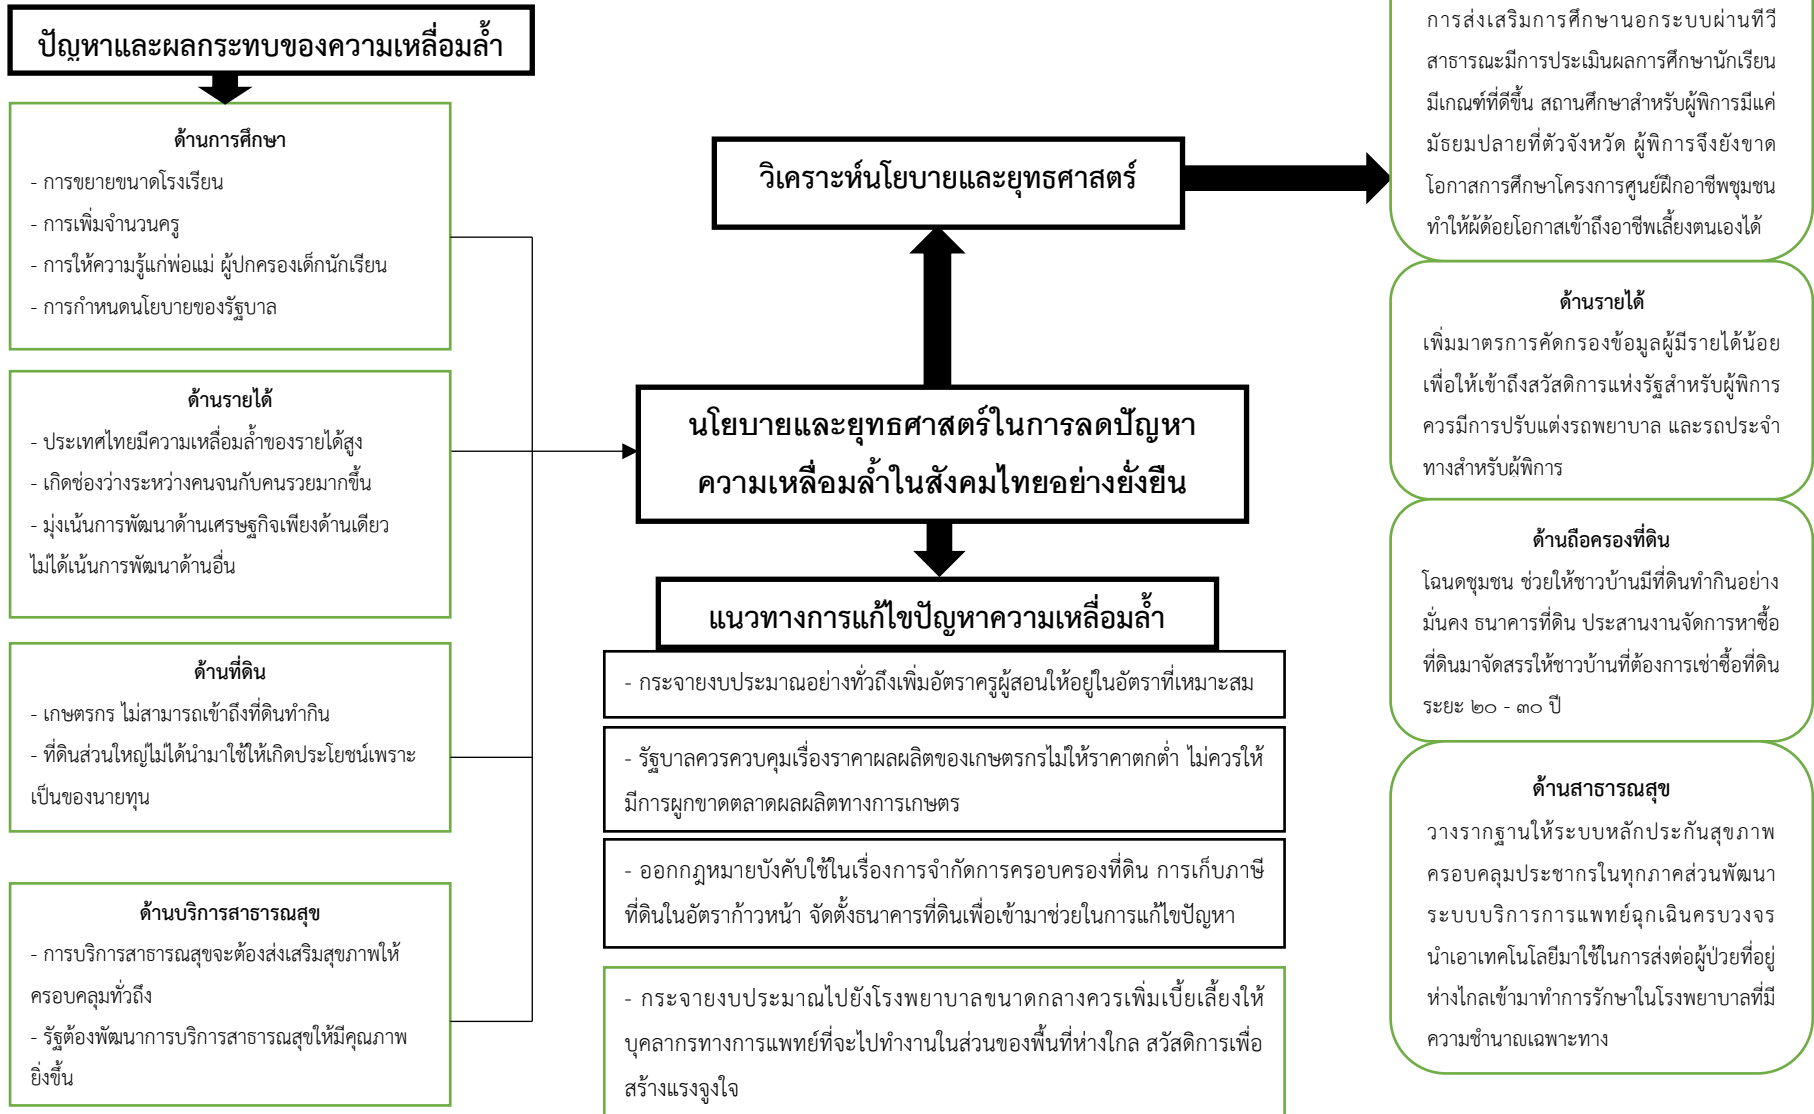 ปัญหาและผลกระทบของความเหลื่อมล้ำ
ด้านการศึกษา
- การขยายขนาดโรงเรียน
- การเพิ่มจำนวนครู
- การให้ความรู้แก่พ่อแม่ ผู้ปกครองเด็กนักเรียน
- การกำหนดนโยบายของรัฐบาล
ด้านรายได้
- ประเทศไทยมีความเหลื่อมล้ำของรายได้สูง
- เกิดช่องว่างระหว่างคนจนกับคนรวยมากขึ้น
- มุ่งเน้นการพัฒนาด้านเศรษฐกิจเพียงด้านเดียว
ไม่ได้เน้นการพัฒนาด้านอื่น
ด้านที่ดิน
- เกษตรกร ไม่สามารถเข้าถึงที่ดินทำกิน
- ที่ดินส่วนใหญ่ไม่ได้นำมาใช้ให้เกิดประโยชน์เพราะ
เป็นของนายทุน
ด้านบริการสาธารณสุข
- การบริการสาธารณสุขจะต้องส่งเสริมสุขภาพให้
ครอบคลุมทั่วถึง
- รัฐต้องพัฒนาการบริการสาธารณสุขให้มีคุณภาพ
ยิ่งขึ้น
วิเคราะห์นโยบายและยุทธศาสตร์
นโยบายและยุทธศาสตร์ในการลดปัญหา
ความเหลื่อมล้ำในสังคมไทยอย่างยั่งยืน
แนวทางการแก้ไขปัญหาความเหลื่อมล้ำ
- กระจายงบประมาณอย่างทั่วถึงเพิ่มอัตราครูผู้สอนให้อยู่ในอัตราที่เหมาะสม
- รัฐบาลควรควบคุมเรื่องราคาผลผลิตของเกษตรกรไม่ให้ราคาตกต่ำ ไม่ควรให้
มีการผูกขาดตลาดผลผลิตทางการเกษตร
- ออกกฎหมายบังคับใช้ในเรื่องการจำกัดการครอบครองที่ดิน การเก็บภาษี
ที่ดินในอัตราก้าวหน้า จัดตั้งธนาคารที่ดินเพื่อเข้ามาช่วยในการแก้ไขปัญหา
- กระจายงบประมาณไปยังโรงพยาบาลขนาดกลางควรเพิ่มเบี้ยเลี้ยงให้
บุคลากรทางการแพทย์ที่จะไปทำงานในส่วนของพื้นที่ห่างใกล สวัสดิการเพื่อ
สร้างแรงจูงใจ
การส่งเสริมการศึกษานอกระบบผ่านทีวี
สาธารณะมีการประเมินผลการศึกษานักเรียน
มีเกณฑ์ที่ดีขึ้น สถานศึกษาสำหรับผู้พิการมีแค่
มัธยมปลายที่ตัวจังหวัด ผู้พิการจึงยังขาด
โอกาสการศึกษาโครงการศูนย์ฝึกอาชีพชุมชน
ทำให้ผู้ด้อยโอกาสเข้าถึงอาชีพเลี้ยงตนเองได้
ด้านรายได้
เพิ่มมาตรการคัดกรองข้อมูลผู้มีรายได้น้อย
เพื่อให้เข้าถึงสวัสดิการแห่งรัฐสำหรับผู้พิการ
ควรมีการปรับแต่งรถพยาบาล และรถประจำ
ทางสำหรับผู้พิการ
ด้านถือครองที่ดิน
โฉนดชุมชน ช่วยให้ชาวบ้านมีที่ดินทำกินอย่าง
มั่นคง ธนาคารที่ดิน ประสานงานจัดการหาซื้อ
ที่ดินมาจัดสรรให้ชาวบ้านที่ต้องการเช่าซื้อที่ดิน
ระยะ ๒๐ - ๓๐ ปี
ด้านสาธารณสุข
วางรากฐานให้ระบบหลักประกันสุขภาพ
ครอบคลุมประชากรในทุกภาคส่วนพัฒนา
ระบบบริการการแพทย์ฉุกเฉินครบวงจร
นำเอาเทคโนโลยีมาใช้ในการส่งต่อผู้ป่วยที่อยู่
ห่างไกลเข้ามาทำการรักษาในโรงพยาบาลที่มี
ความชำนาญเฉพาะทาง